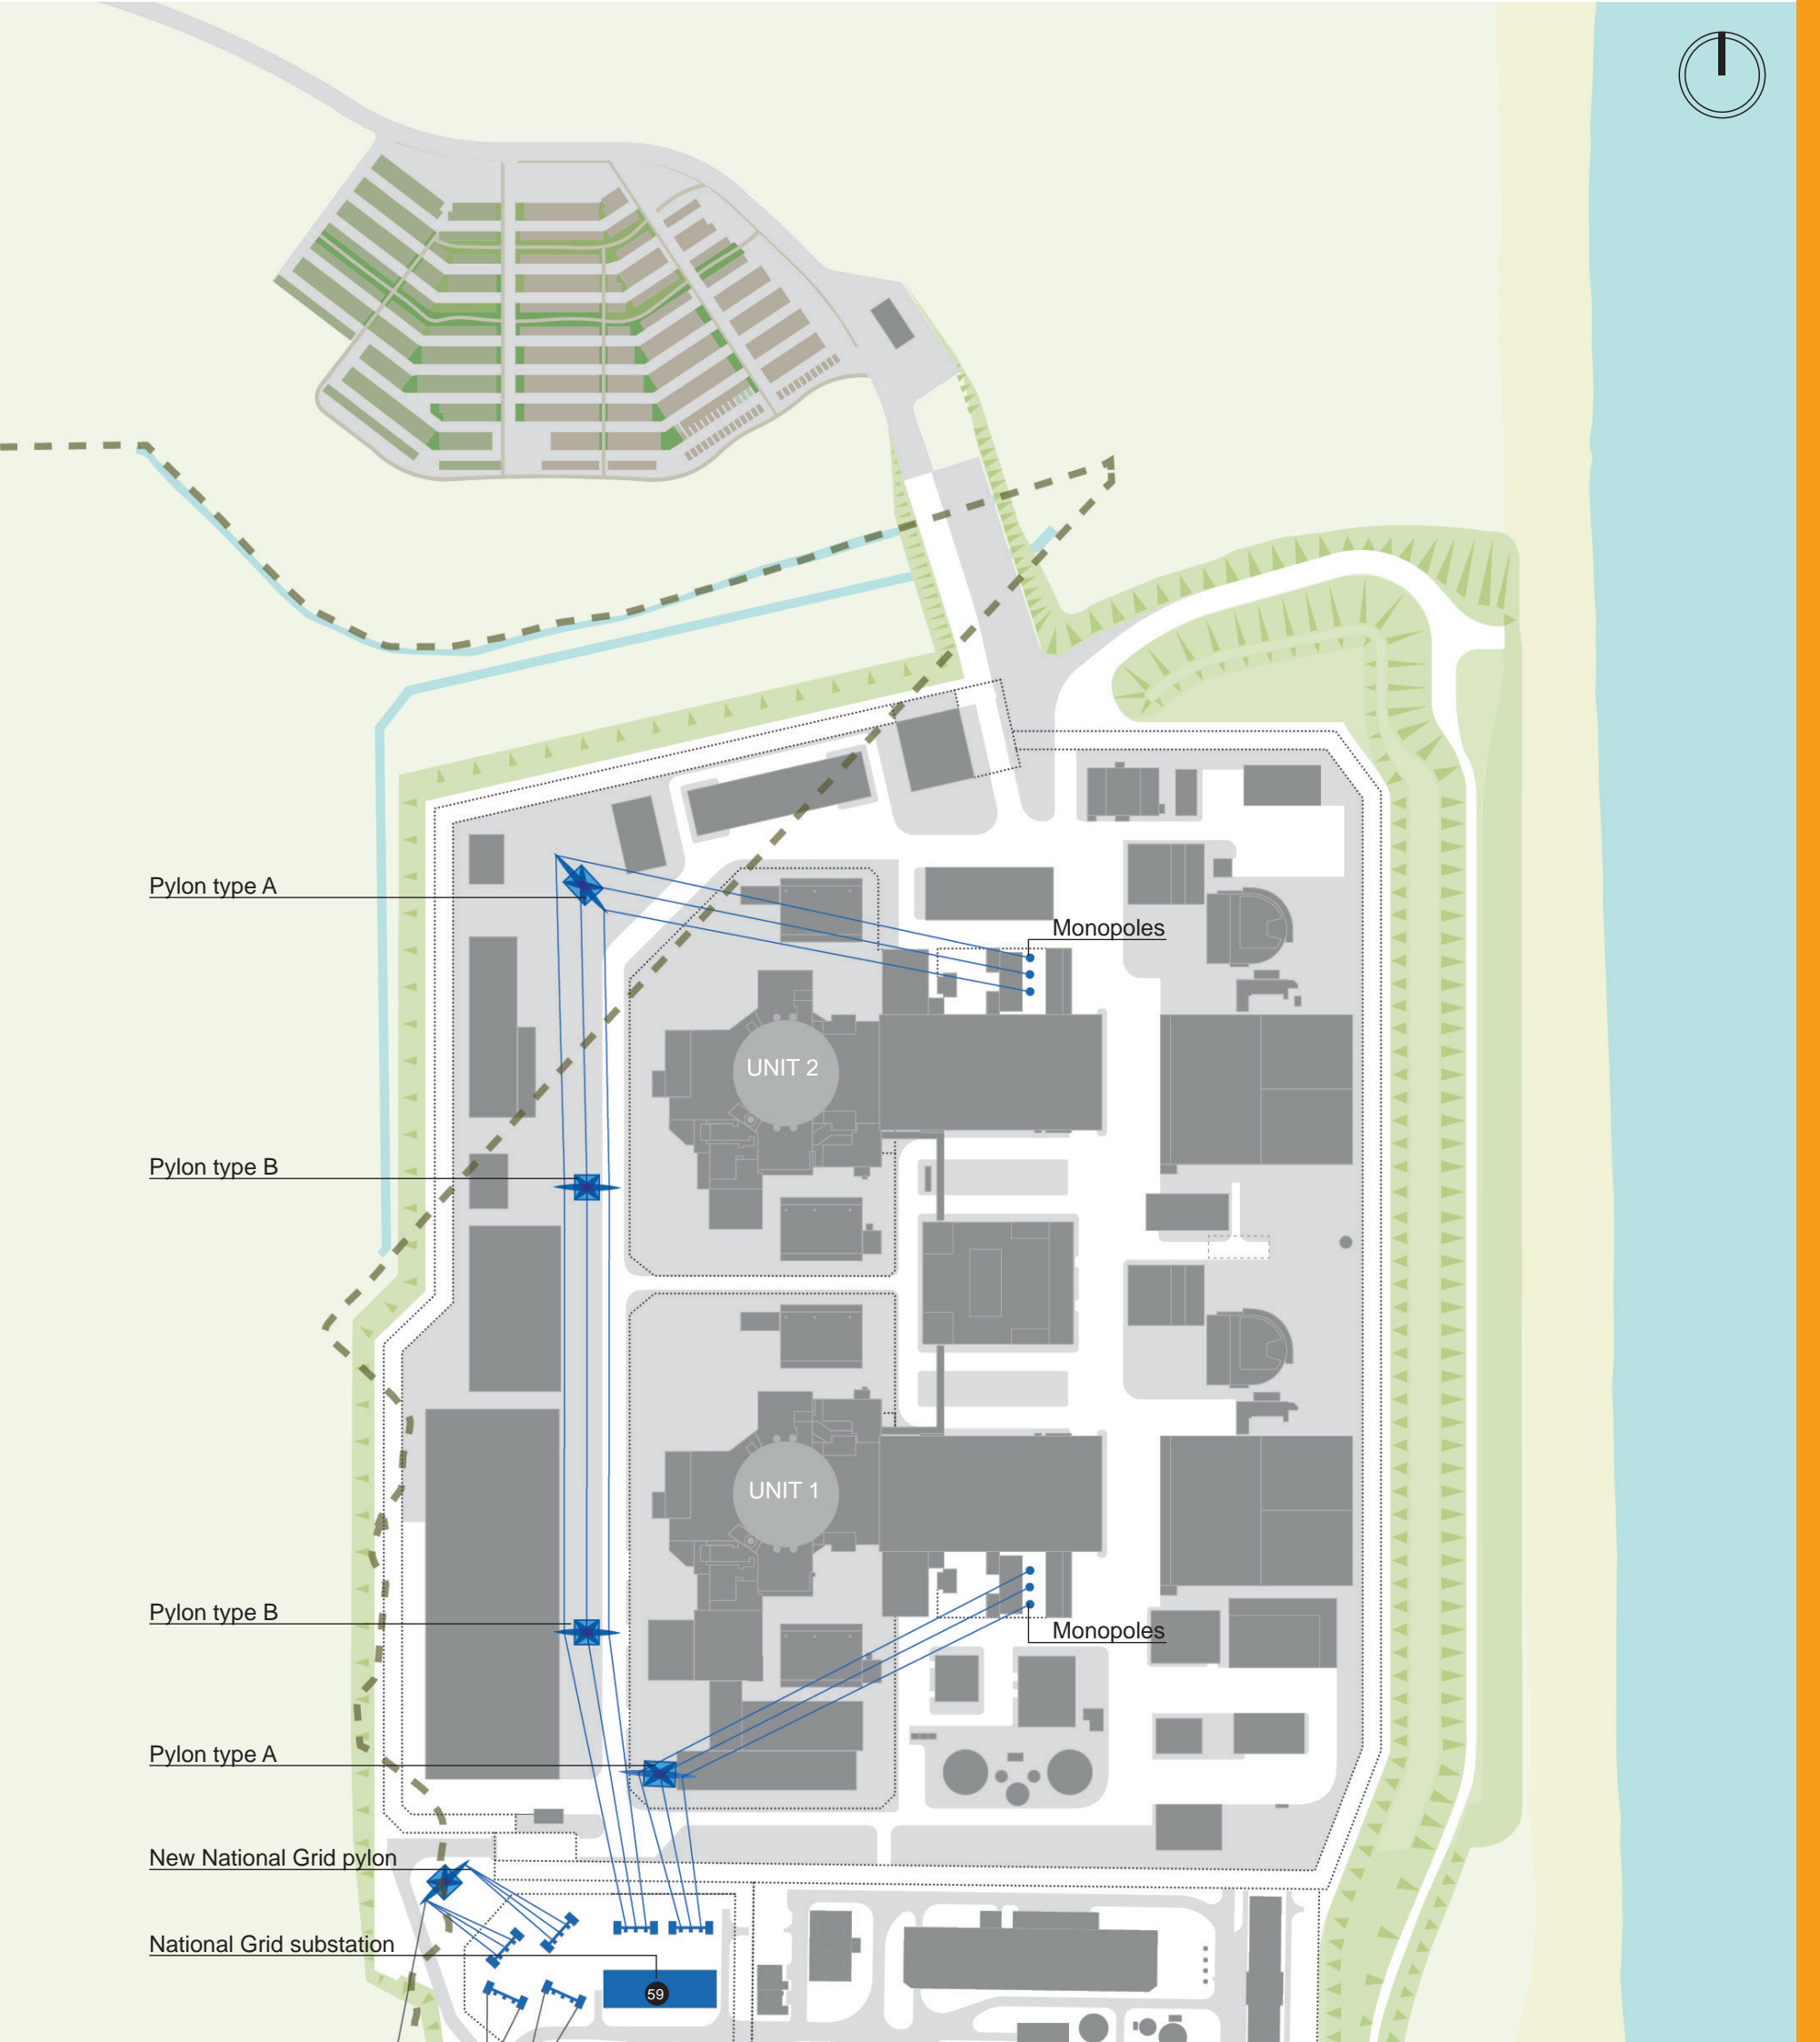 Pylon type A
Monopoles
UNIT 2
Pylon type B
UNIT 1
Pylon type B
Monopoles
Pylon type A
New National Grid pylon
National Grid substation
59